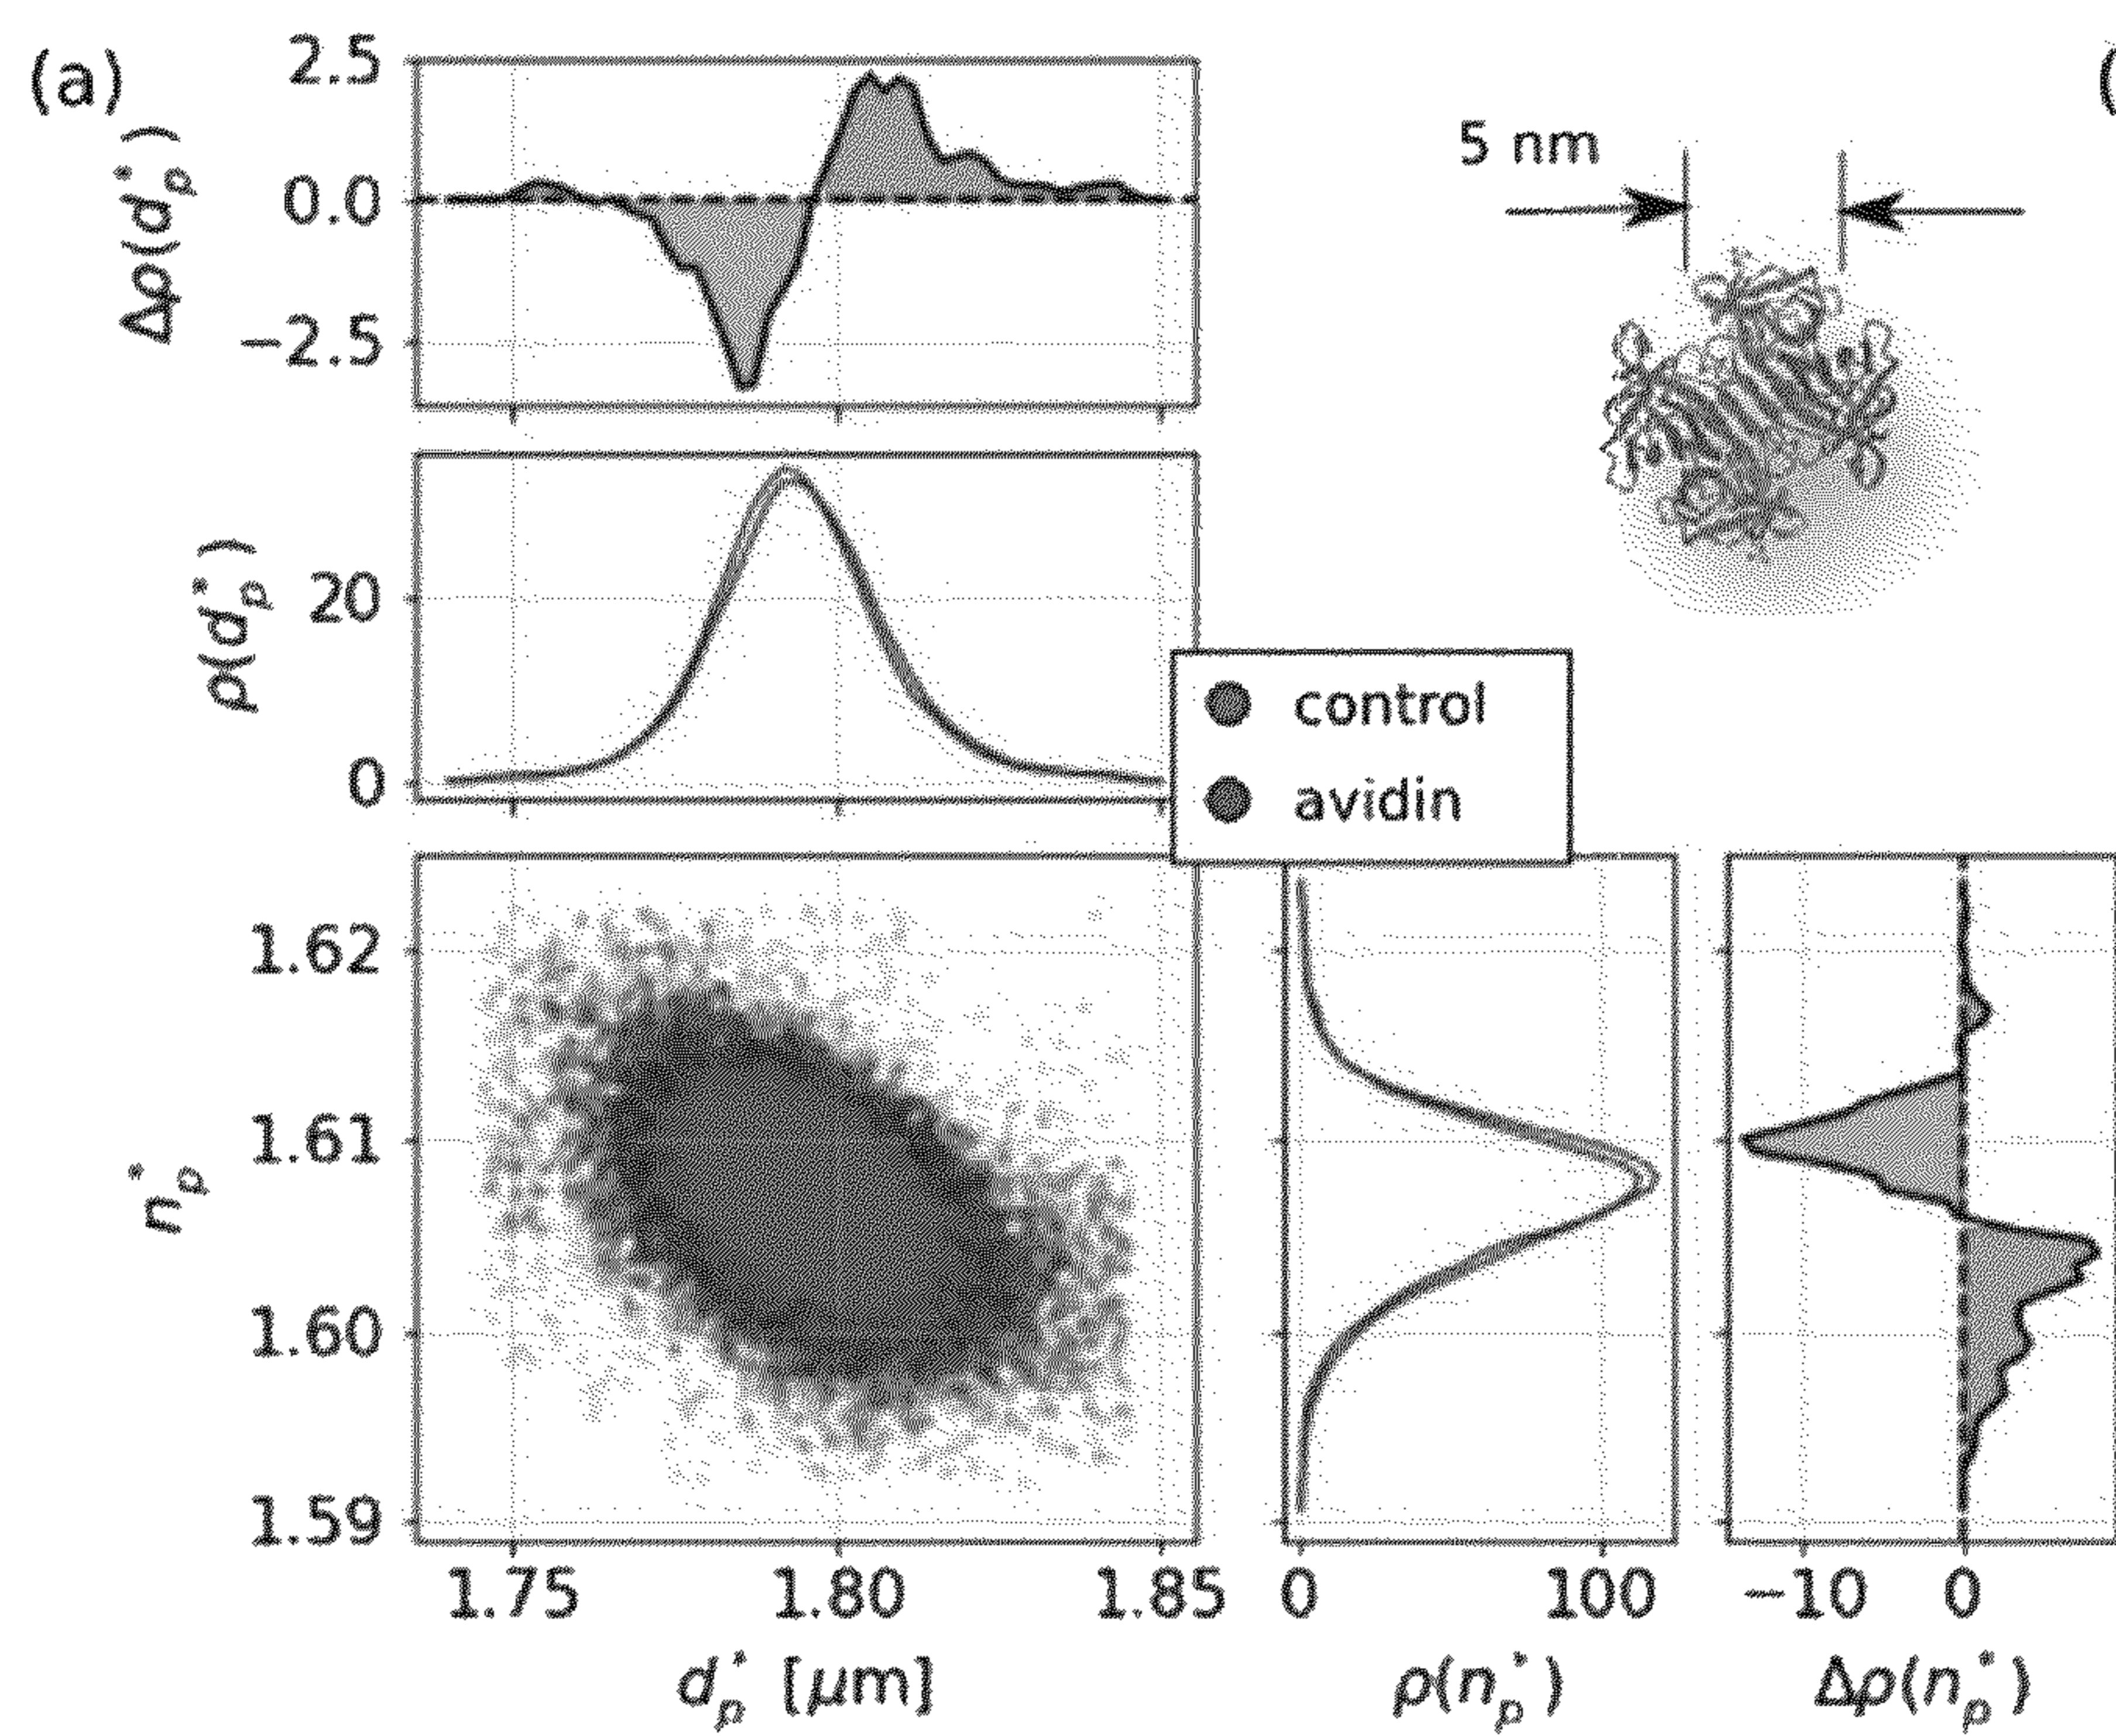 (a)
2.5
0.0
−2.5
Δρ(d*p)
5 nm
20
0
ρ(d*p)
control
avidin
1.62
1.61
1.60
1.59
n*p
1.75 1.80 1.85 0 100 −10 0
d*p [μm] ρ(n*p) Δρ(n*p)